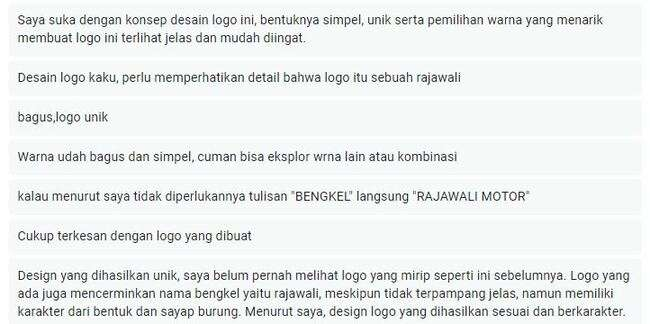 Saya suka dengan konsep desain logo ini, bentuknya simpel, unik serta pemilihan warna yang menarik
membuat logo ini terlihat jelas dan mudah diingat.
Desain logo kaku, perlu memperhatikan detail bahwa logo itu sebuah rajawali
bagus,logo unik
Warna udah bagus dan simpel, cuman bisa eksplor wrna lain atau kombinasi
kalau menurut saya tidak diperlukannya tulisan "BENGKEL" langsung "RAJAWALI MOTOR"
Cukup terkesan dengan logo yang dibuat
Design yang dihasilkan unik, saya belum pernah melihat logo yang mirip seperti ini sebelumnya. Logo yang
ada juga mencerminkan nama bengkel yaitu rajawali, meskipun tidak terpampang jelas, namun memiliki
karakter dari bentuk dan sayap burung. Menurut saya, design logo yang dihasilkan sesuai dan berkarakter.